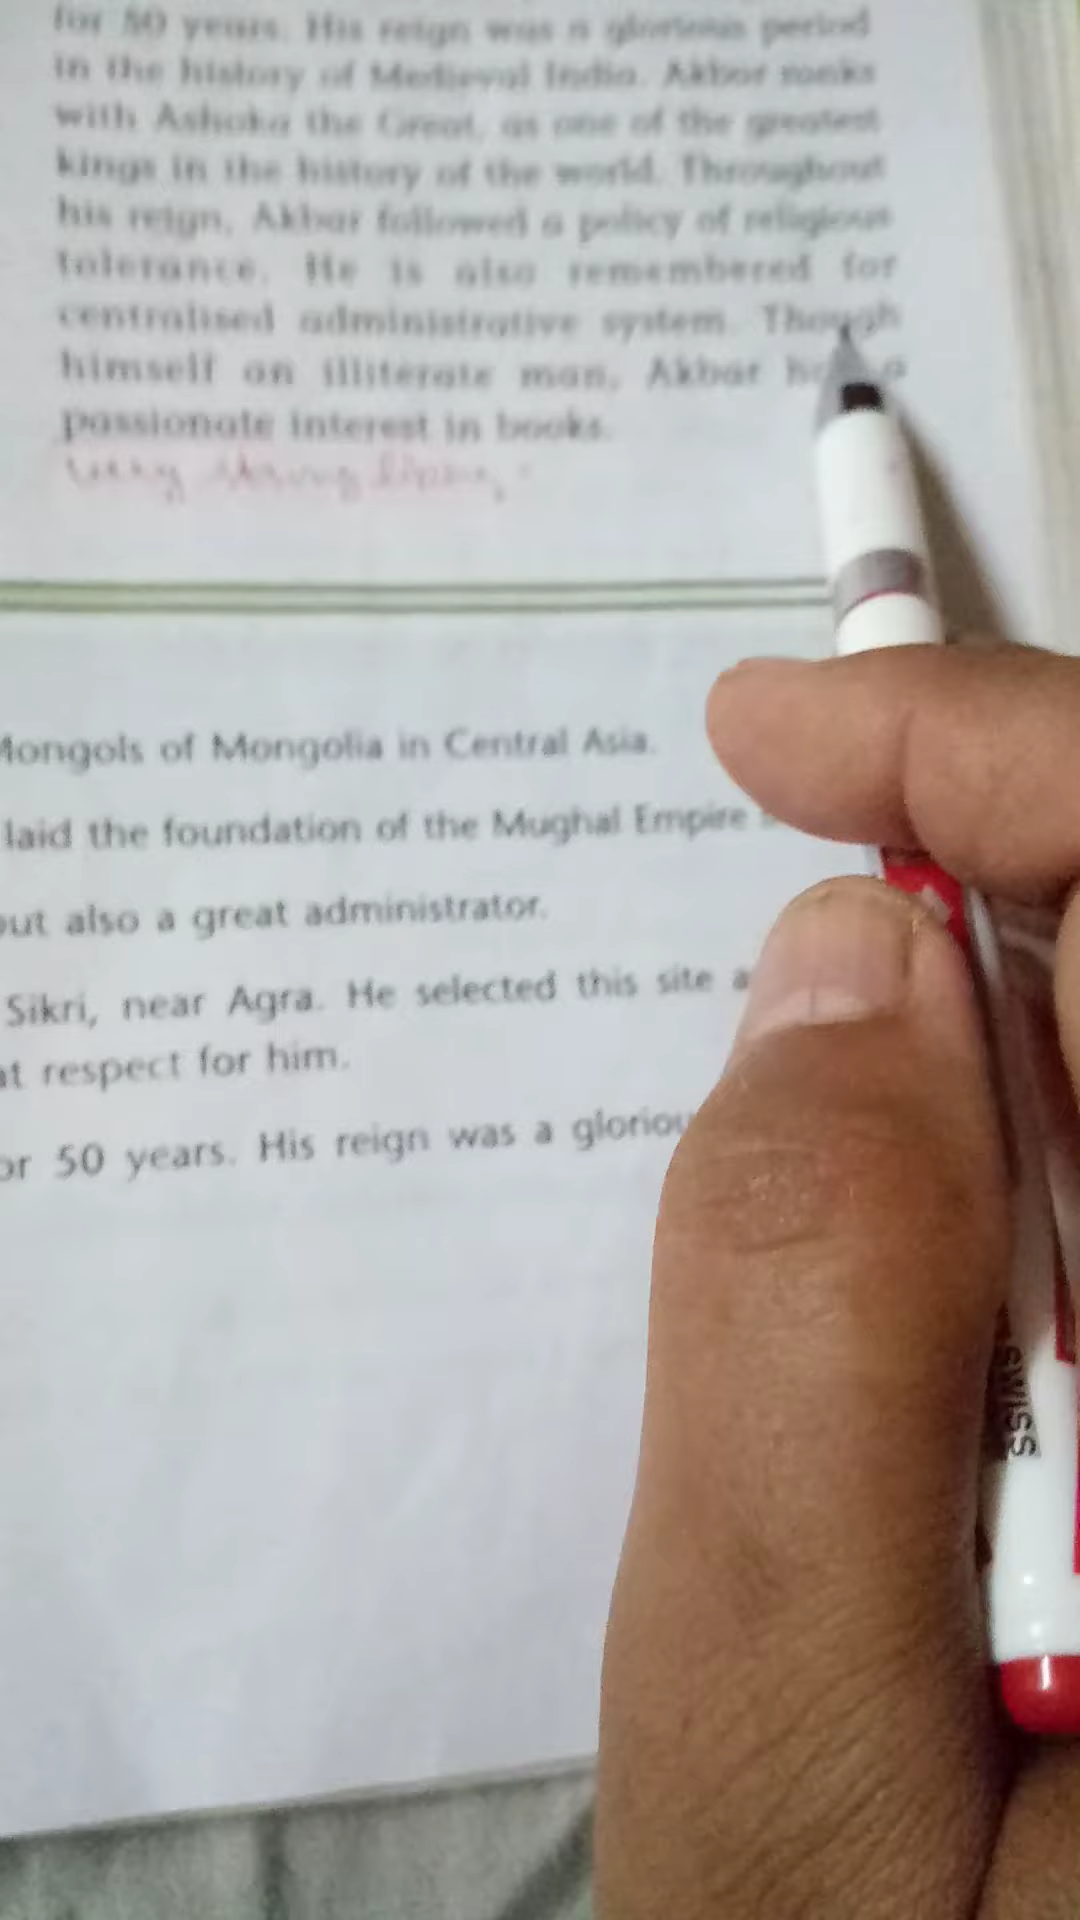 for 50 years. His reign was a glorious period
in the history of Medieval India. Akbar ranks
with Ashoka the Great, as one of the greatest
kings in the history of the world. Throughout
his reign, Akbar followed a policy of religious
tolerance. He is also remembered for
centralised administrative system. Though
himself an illiterate man, Akbar a
passionate interest in books.
Very strong
Mongols of Mongolia in Central Asia.
laid the foundation of the Mughal Empire
but also a great administrator.
Sikri, near Agra. He selected this site
at respect for him.
or 50 years. His reign was a gloriou
SWISS